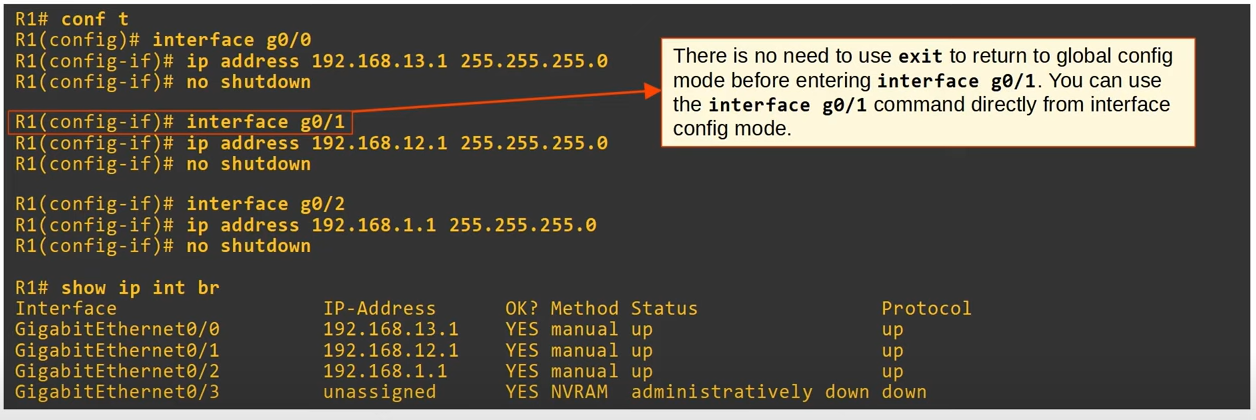 R1# conf t
R1(config)# interface g0/0
R1(config-if)# ip address 192.168.13.1 255.255.255.0
R1(config-if)# no shutdown
R1(config-if)# interface g0/1
R1(config-if)# ip address 192.168.12.1 255.255.255.0
R1(config-if)# no shutdown
R1(config-if)# interface g0/2
R1(config-if)# ip address 192.168.1.1 255.255.255.0
R1(config-if)# no shutdown
R1# show ip int br
Interface IP-Address OK? Method Status Protocol
GigabitEthernet0/0 192.168.13.1 YES manual up up
GigabitEthernet0/1 192.168.12.1 YES manual up up
GigabitEthernet0/2 192.168.1.1 YES manual up up
GigabitEthernet0/3 unassigned YES NVRAM administratively down down
There is no need to use exit to return to global config
mode before entering interface g0/1. You can use
the interface g0/1 command directly from interface
config mode.